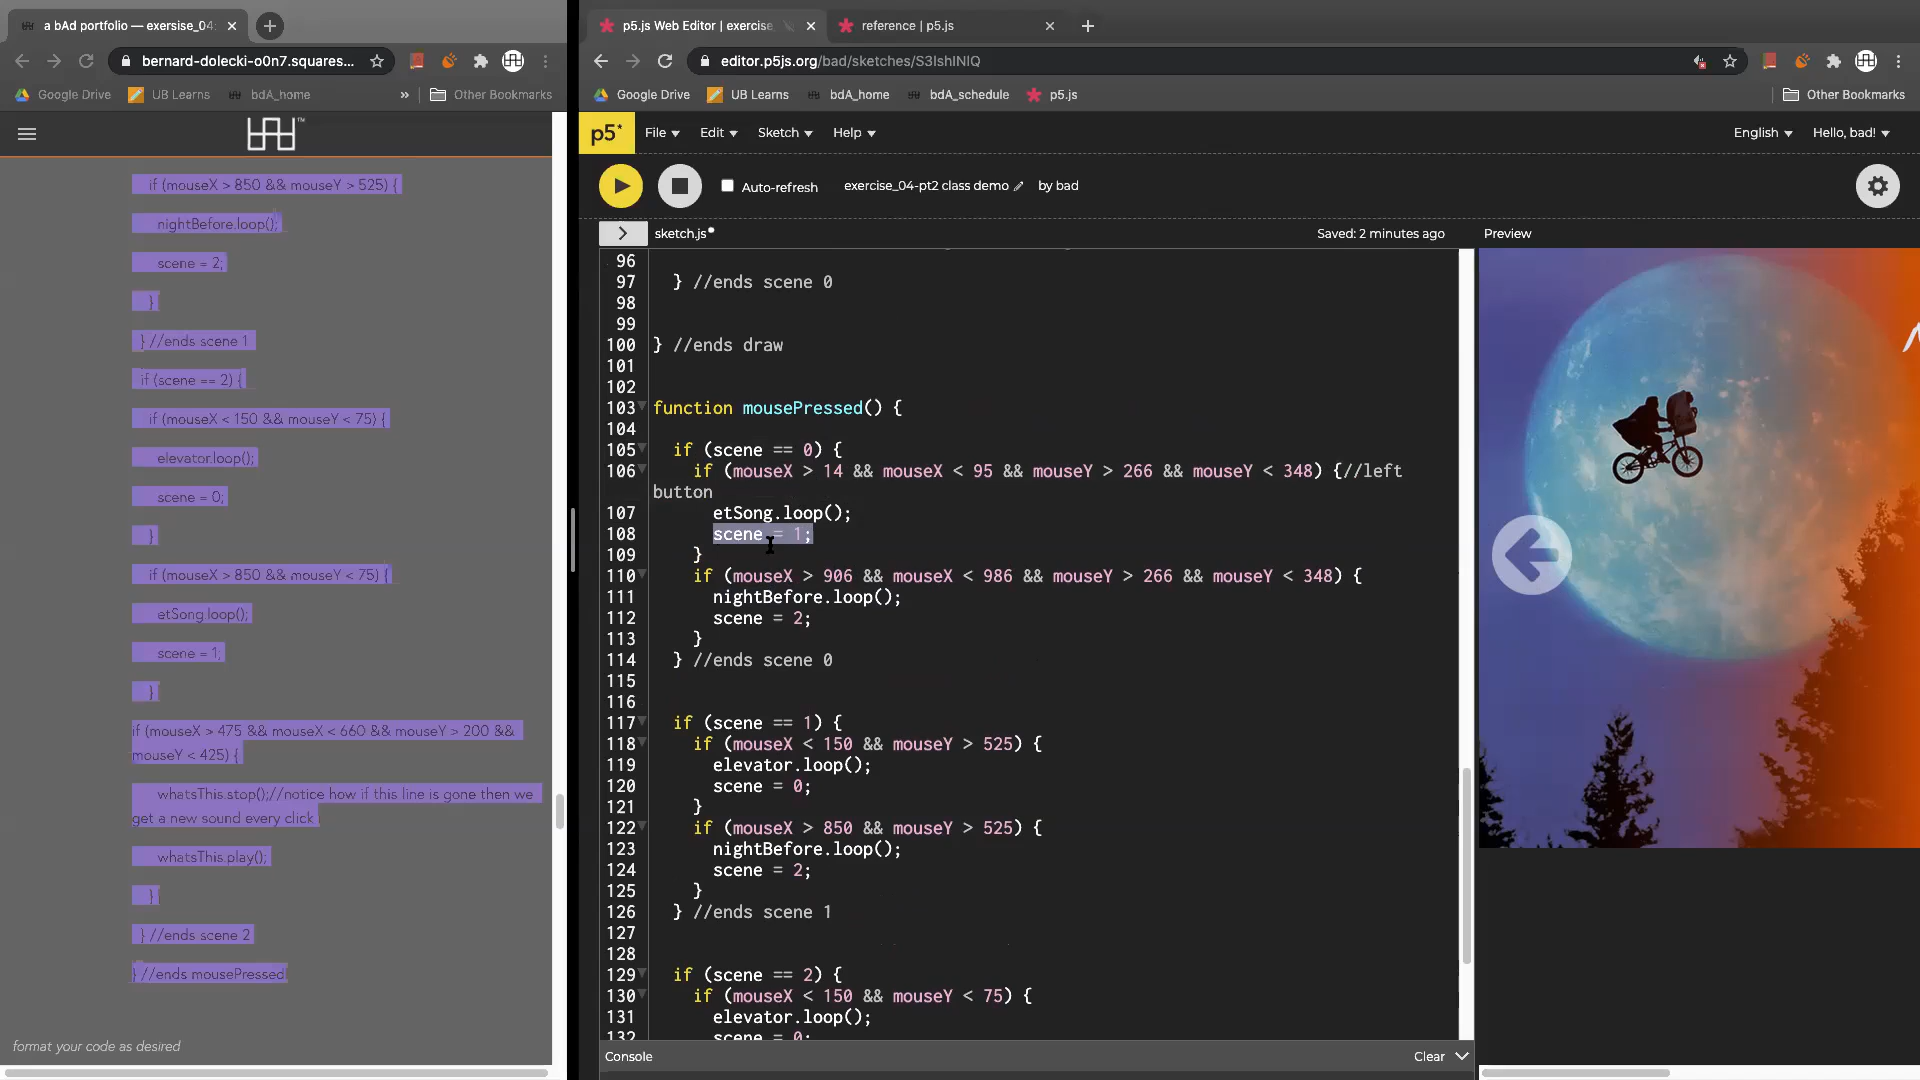 a bAd portfolio — exersise_04:
bernard-dolecki-o0n7.squares...
Google Drive
UB Learns
bdA_home
»
Other Bookmarks
if (mouseX > 850 && mouseY > 525) {
nightBefore.loop();
scene = 2;
}
} //ends scene 1
if (scene == 2) {
if (mouseX < 150 && mouseY < 75) {
elevator.loop();
scene = 0;
}
if (mouseX > 850 && mouseY < 75) {
etSong.loop();
scene = 1;
}
if (mouseX > 475 && mouseX < 660 && mouseY > 200 &&
mouseY < 425) {
whatsThis.stop();//notice how if this line is gone then we
get a new sound every click
whatsThis.play();
}
} //ends scene 2
} //ends mousePressed
format your code as desired
p5.js Web Editor | exercise
reference | p5.js
editor.p5js.org/bad/sketches/S3IshINIQ
Google Drive
UB Learns
bdA_home
bdA_schedule
p5.js
Other Bookmarks
p5*
File
Edit
Sketch
Help
English
Hello, bad!
Auto-refresh
exercise_04-pt2 class demo
by bad
sketch.js
Saved: 2 minutes ago
Preview
96
97 } //ends scene 0
98
99
100 } //ends draw
101
102
103 function mousePressed() {
104
105 if (scene == 0) {
106 if (mouseX > 14 && mouseX < 95 && mouseY > 266 && mouseY < 348) {//left
button
107 etSong.loop();
108 scene = 1;
109 }
110 if (mouseX > 906 && mouseX < 986 && mouseY > 266 && mouseY < 348) {
111 nightBefore.loop();
112 scene = 2;
113 }
114 } //ends scene 0
115
116
117 if (scene == 1) {
118 if (mouseX < 150 && mouseY > 525) {
119 elevator.loop();
120 scene = 0;
121 }
122 if (mouseX > 850 && mouseY > 525) {
123 nightBefore.loop();
124 scene = 2;
125 }
126 } //ends scene 1
127
128
129 if (scene == 2) {
130 if (mouseX < 150 && mouseY < 75) {
131 elevator.loop();
132 scene = 0;
Console
Clear